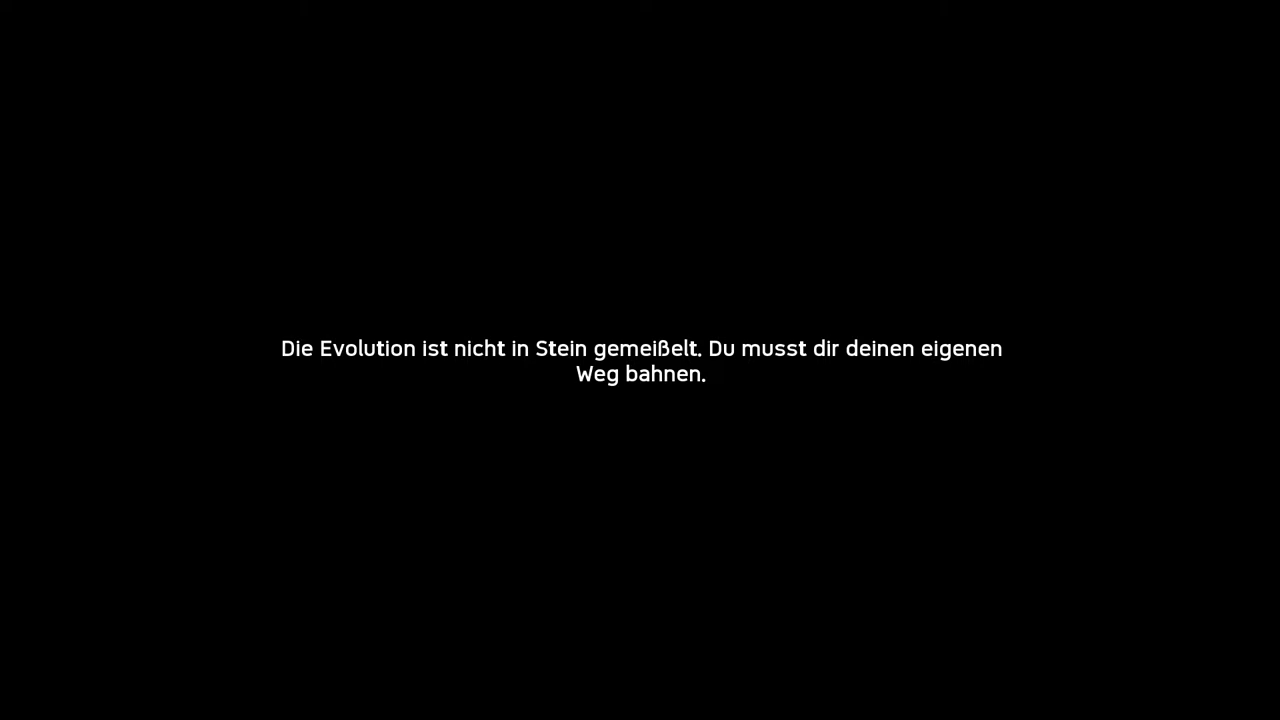 Die Evolution ist nicht in Stein gemeißelt. Du musst dir deinen eigenen
Weg bahnen.